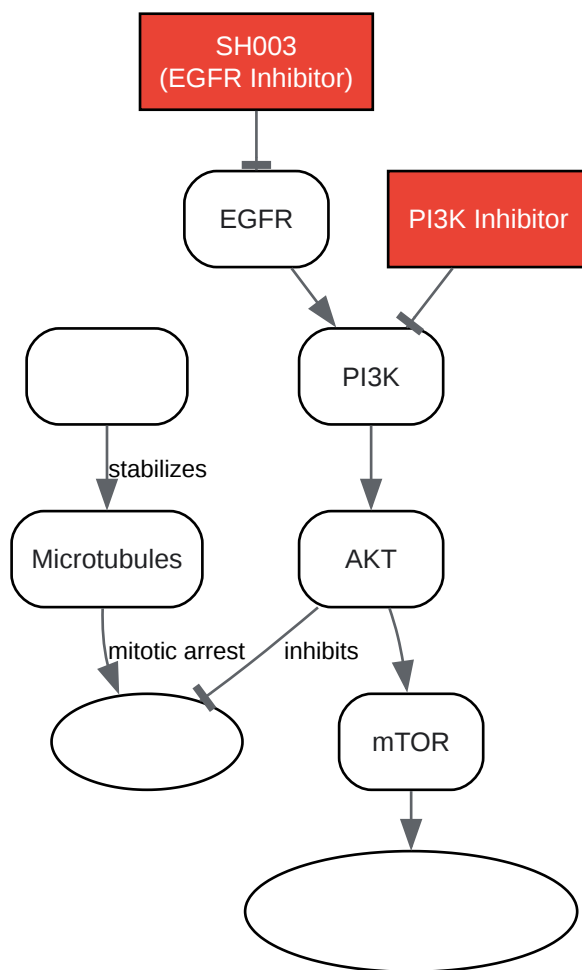 SH003
(EGFR Inhibitor)
EGFR
PI3K Inhibitor
PI3K
stabilizes
Microtubules
AKT
mitotic arrest
inhibits
mTOR